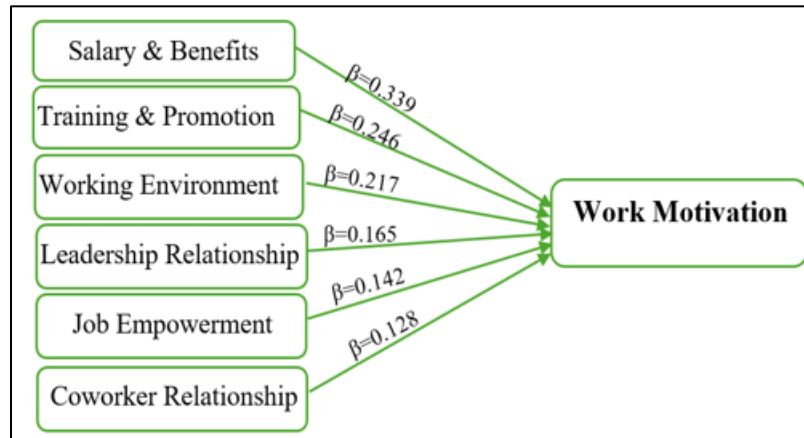 Salary & Benefits
β=0.339
Training & Promotion
β=0.246
Working Environment
β=0.217
Work Motivation
Leadership Relationship
β=0.165
Job Empowerment
β=0.142
Coworker Relationship
β=0.128